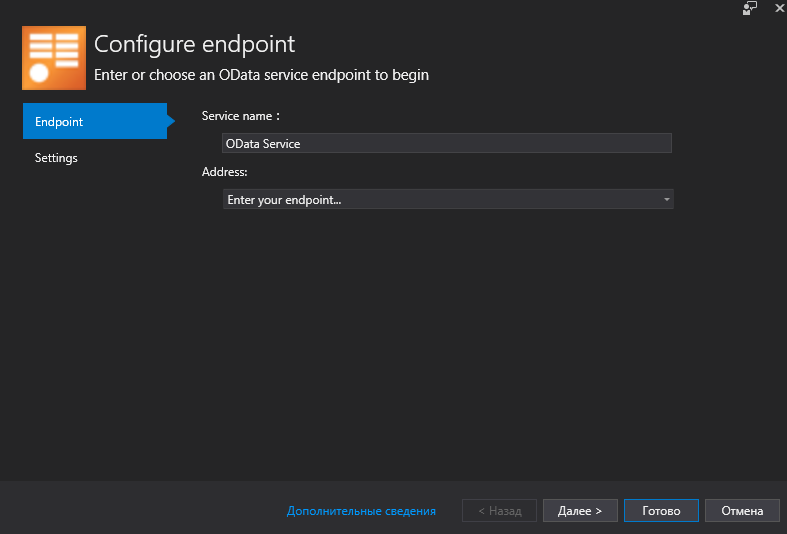 Configure endpoint
Enter or choose an OData service endpoint to begin
Endpoint
Settings
Service name :
OData Service
Address:
Enter your endpoint...
Дополнительные сведения
< Назад
Далее >
Готово
Отмена